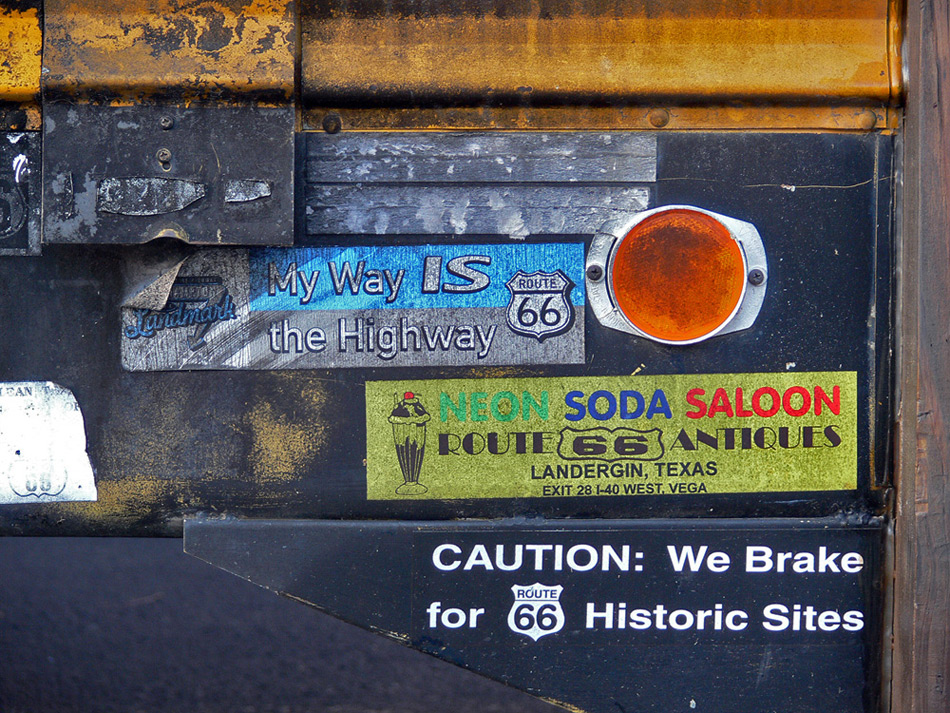 My Way IS
ROUTE
66
the Highway
Landmark
NEON SODA SALOON
ROUTE 66 ANTIQUES
LANDERGIN, TEXAS
EXIT 28 I-40 WEST, VEGA
CAUTION: We Brake
for ROUTE 66 Historic Sites